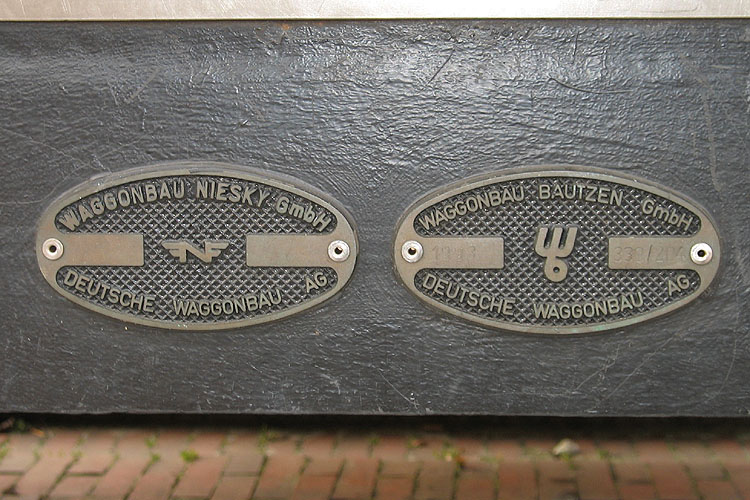 WAGGONBAU NIESKY GmbH
N
DEUTSCHE WAGGONBAU AG
WAGGONBAU BAUTZEN GmbH
DEUTSCHE WAGGONBAU AG